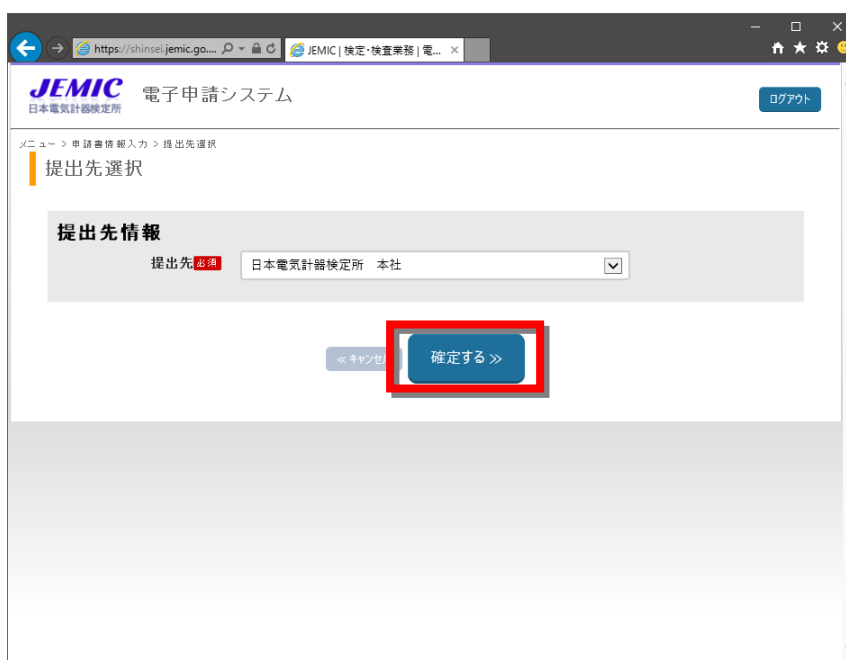 https://shinsei.jemic.go....
JEMIC | 検定・検査業務 | 電...
JEMIC
日本電気計器検定所
電子申請システム
ログアウト
メニュー > 申請書情報入力 > 提出先選択
提出先選択
提出先情報
提出先 必須
日本電気計器検定所 本社
≪ キャンセル
確定する ≫